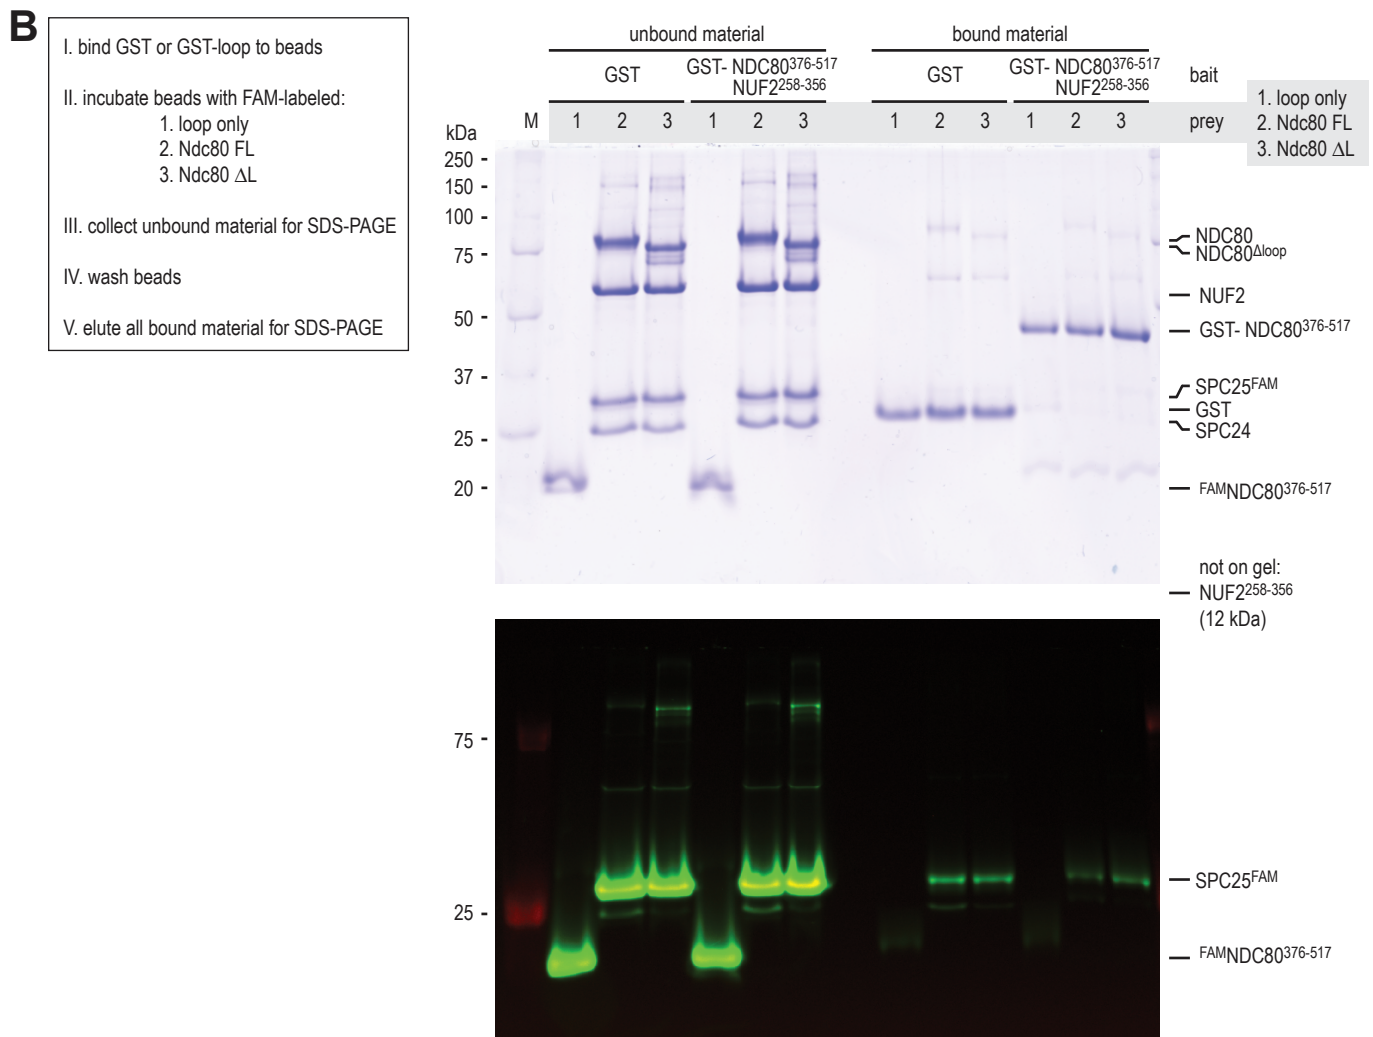 B
I. bind GST or GST-loop to beads
II. incubate beads with FAM-labeled:
1. loop only
2. Ndc80 FL
3. Ndc80 ΔL
III. collect unbound material for SDS-PAGE
IV. wash beads
V. elute all bound material for SDS-PAGE
unbound material bound material
GST GST- NDC80376-517 NUF2258-356 GST GST- NDC80376-517 NUF2258-356 bait
M 1 2 3 1 2 3 1 2 3 1 2 3 prey
1. loop only
2. Ndc80 FL
3. Ndc80 ΔL
kDa
250
150
100
75
50
37
25
20
NDC80
NDC80Δloop
NUF2
GST- NDC80376-517
SPC25FAM
GST
SPC24
FAMNDC80376-517
not on gel:
NUF2258-356
(12 kDa)
75
25
SPC25FAM
FAMNDC80376-517